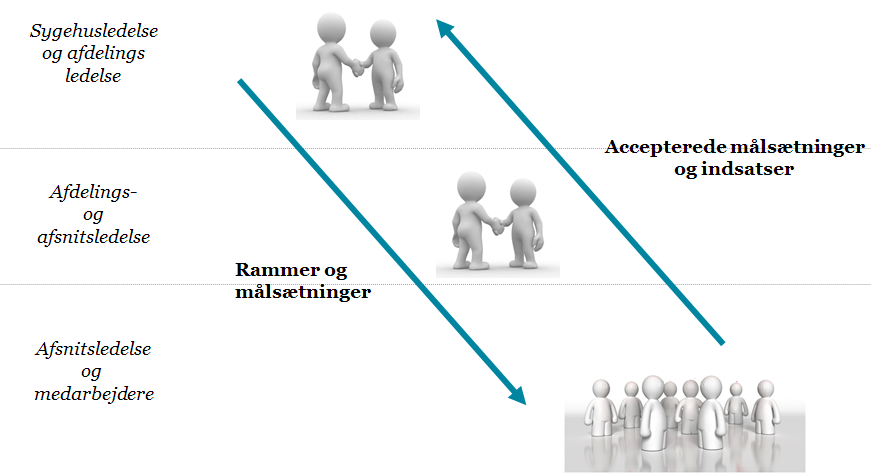 Sygehusledelse
og afdelings
ledelse
Accepterede målsætninger
og indsatser
Afdelings-
og
afsnitsledelse
Rammer og
målsætninger
Afsnitsledelse
og
medarbejdere